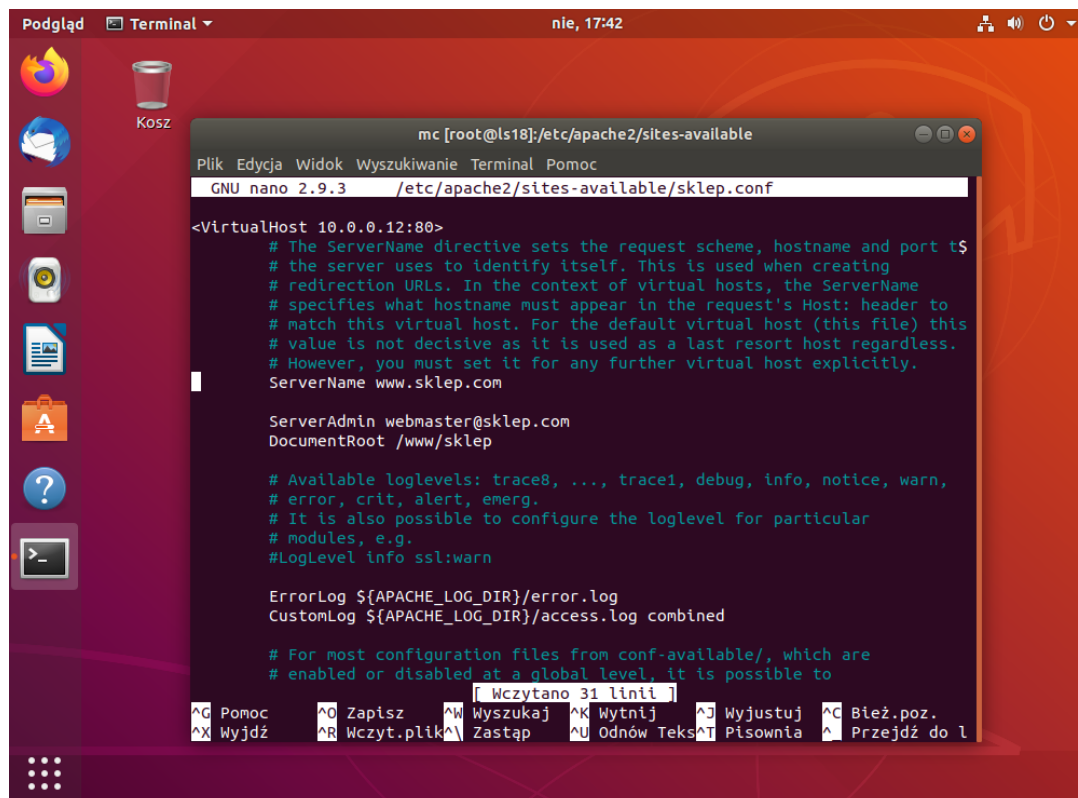 Podgląd Terminal nie, 17:42
Kosz
mc [root@ls18]:/etc/apache2/sites-available
Plik Edycja Widok Wyszukiwanie Terminal Pomoc
GNU nano 2.9.3 /etc/apache2/sites-available/sklep.conf
<VirtualHost 10.0.0.12:80>
# The ServerName directive sets the request scheme, hostname and port t$
# the server uses to identify itself. This is used when creating
# redirection URLs. In the context of virtual hosts, the ServerName
# specifies what hostname must appear in the request's Host: header to
# match this virtual host. For the default virtual host (this file) this
# value is not decisive as it is used as a last resort host regardless.
# However, you must set it for any further virtual host explicitly.
ServerName www.sklep.com
ServerAdmin webmaster@sklep.com
DocumentRoot /www/sklep
# Available loglevels: trace8, ..., trace1, debug, info, notice, warn,
# error, crit, alert, emerg.
# It is also possible to configure the loglevel for particular
# modules, e.g.
#LogLevel info ssl:warn
ErrorLog ${APACHE_LOG_DIR}/error.log
CustomLog ${APACHE_LOG_DIR}/access.log combined
# For most configuration files from conf-available/, which are
# enabled or disabled at a global level, it is possible to
[ Wczytano 31 linii ]
^G Pomoc ^O Zapisz ^W Wyszukaj ^K Wytnij ^J Wyjustuj ^C Bież.poz.
^X Wyjdź ^R Wczyt.plik ^\ Zastąp ^U Odnów Teks ^T Pisownia ^_ Przejdź do l